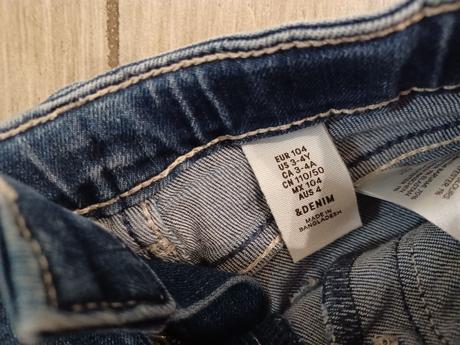 EUR 104
US 3-4Y
CA 3-4A
CN 110/50
MX 104
AUS 4
&DENIM
MADE IN
BANGLADESH